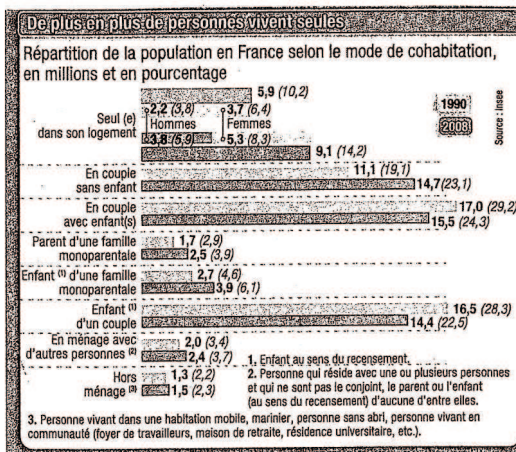 De plus en plus de personnes vivent seules
Répartition de la population en France selon le mode de cohabitation,
en millions et en pourcentage
5,9 (10,2)
2,2 (3,8) 3,7 (6,4)
Seul (e) Hommes Femmes
dans son logement 3,8 (5,9) 5,3 (8,3)
9,1 (14,2)
1990
2008
Source : Insee
En couple 11,1 (19,1)
sans enfant 14,7 (23,1)
En couple 17,0 (29,2)
avec enfant(s) 15,5 (24,3)
Parent d'une famille 1,7 (2,9)
monoparentale 2,5 (3,9)
Enfant (1) d'une famille 2,7 (4,6)
monoparentale 3,9 (6,1)
Enfant (1) 16,5 (28,3)
d'un couple 14,4 (22,5)
En ménage avec 2,0 (3,4)
d'autres personnes (2) 2,4 (3,7)
Hors 1,3 (2,2)
ménage (3) 1,5 (2,3)
1. Enfant au sens du recensement.
2. Personne qui réside avec une ou plusieurs personnes
et qui ne sont pas le conjoint, le parent ou l'enfant
(au sens du recensement) d'aucune d'entre elles.
3. Personne vivant dans une habitation mobile, marinier, personne sans abri, personne vivant en
communauté (foyer de travailleurs, maison de retraite, résidence universitaire, etc.).